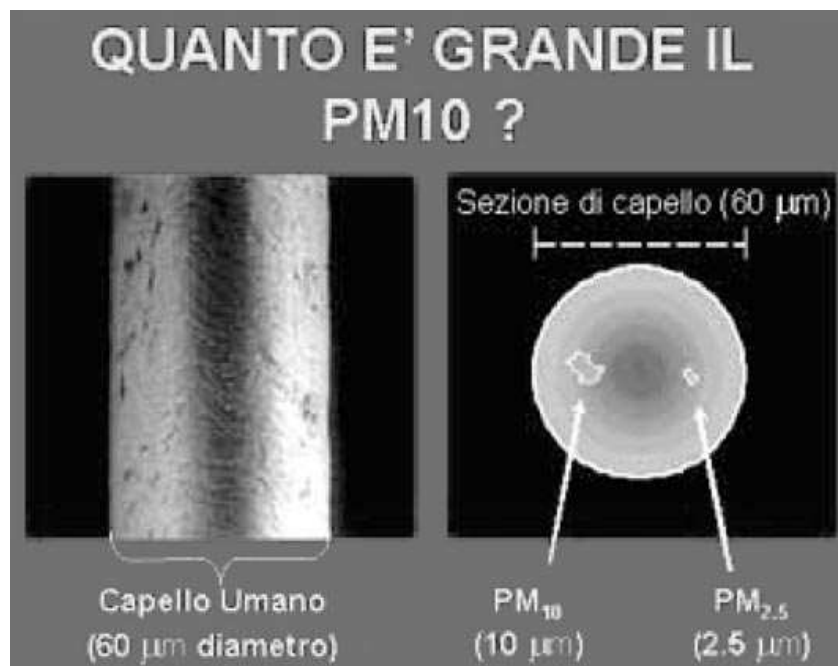 QUANTO E' GRANDE IL
PM10 ?
Sezione di capello (60 μm)
Capello Umano
(60 μm diametro)
PM10
(10 μm)
PM2.5
(2.5 μm)